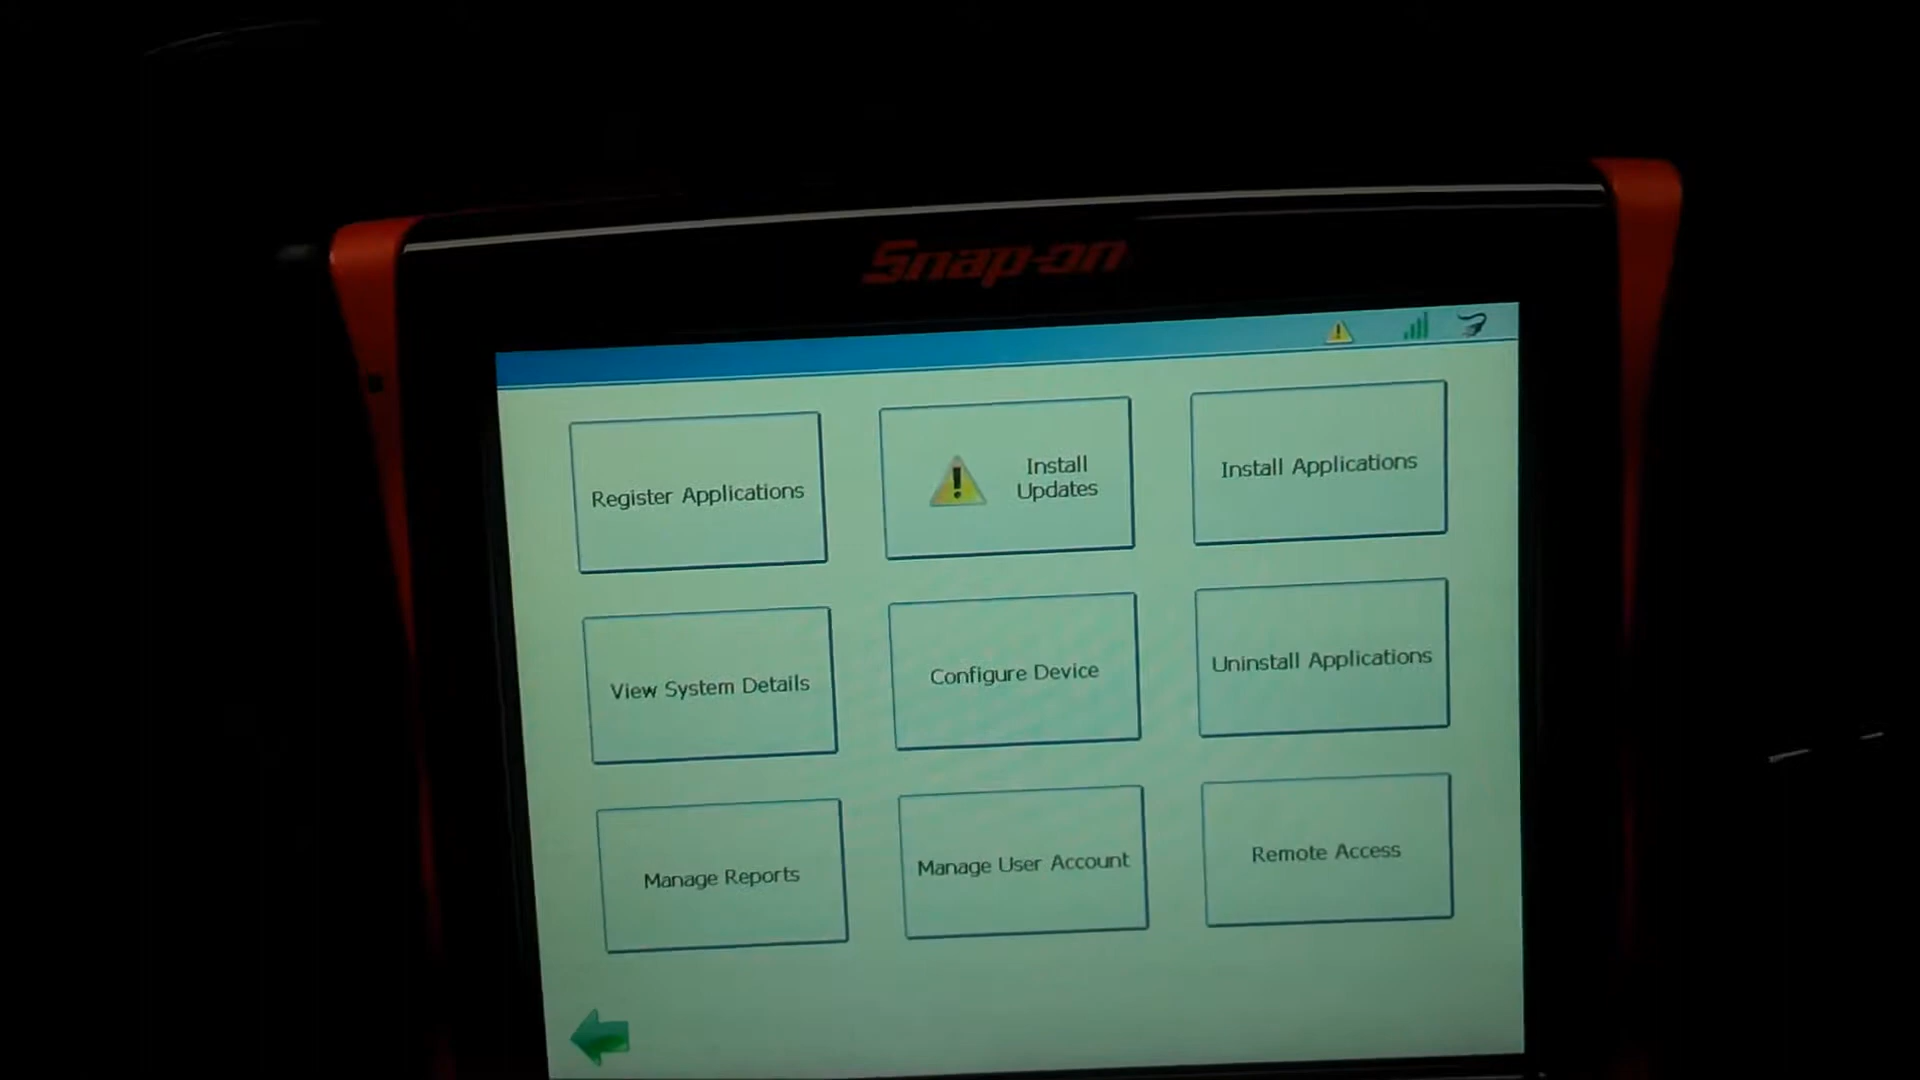 Snap-on
Register Applications
Install
Updates
Install Applications
View System Details
Configure Device
Uninstall Applications
Manage Reports
Manage User Account
Remote Access